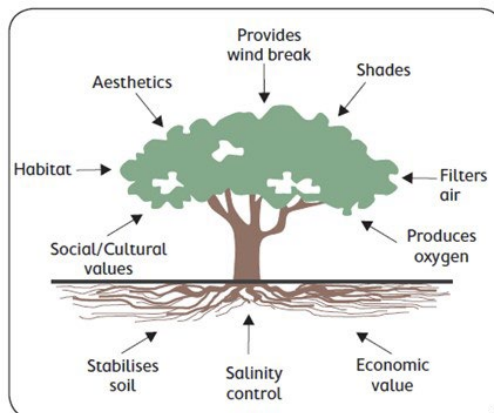 Provides
wind break
Aesthetics
Shades
Habitat
Filters
air
Social/Cultural
values
Produces
oxygen
Stabilises
soil
Salinity
control
Economic
value